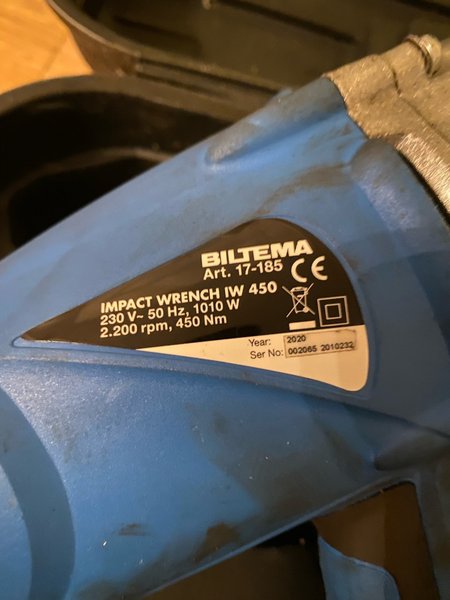 BILTEMA
Art. 17-185 CE
IMPACT WRENCH IW 450
230 V~ 50 Hz, 1010 W
2.200 rpm, 450 Nm
Year: 2020
Ser No: 002065 2010232